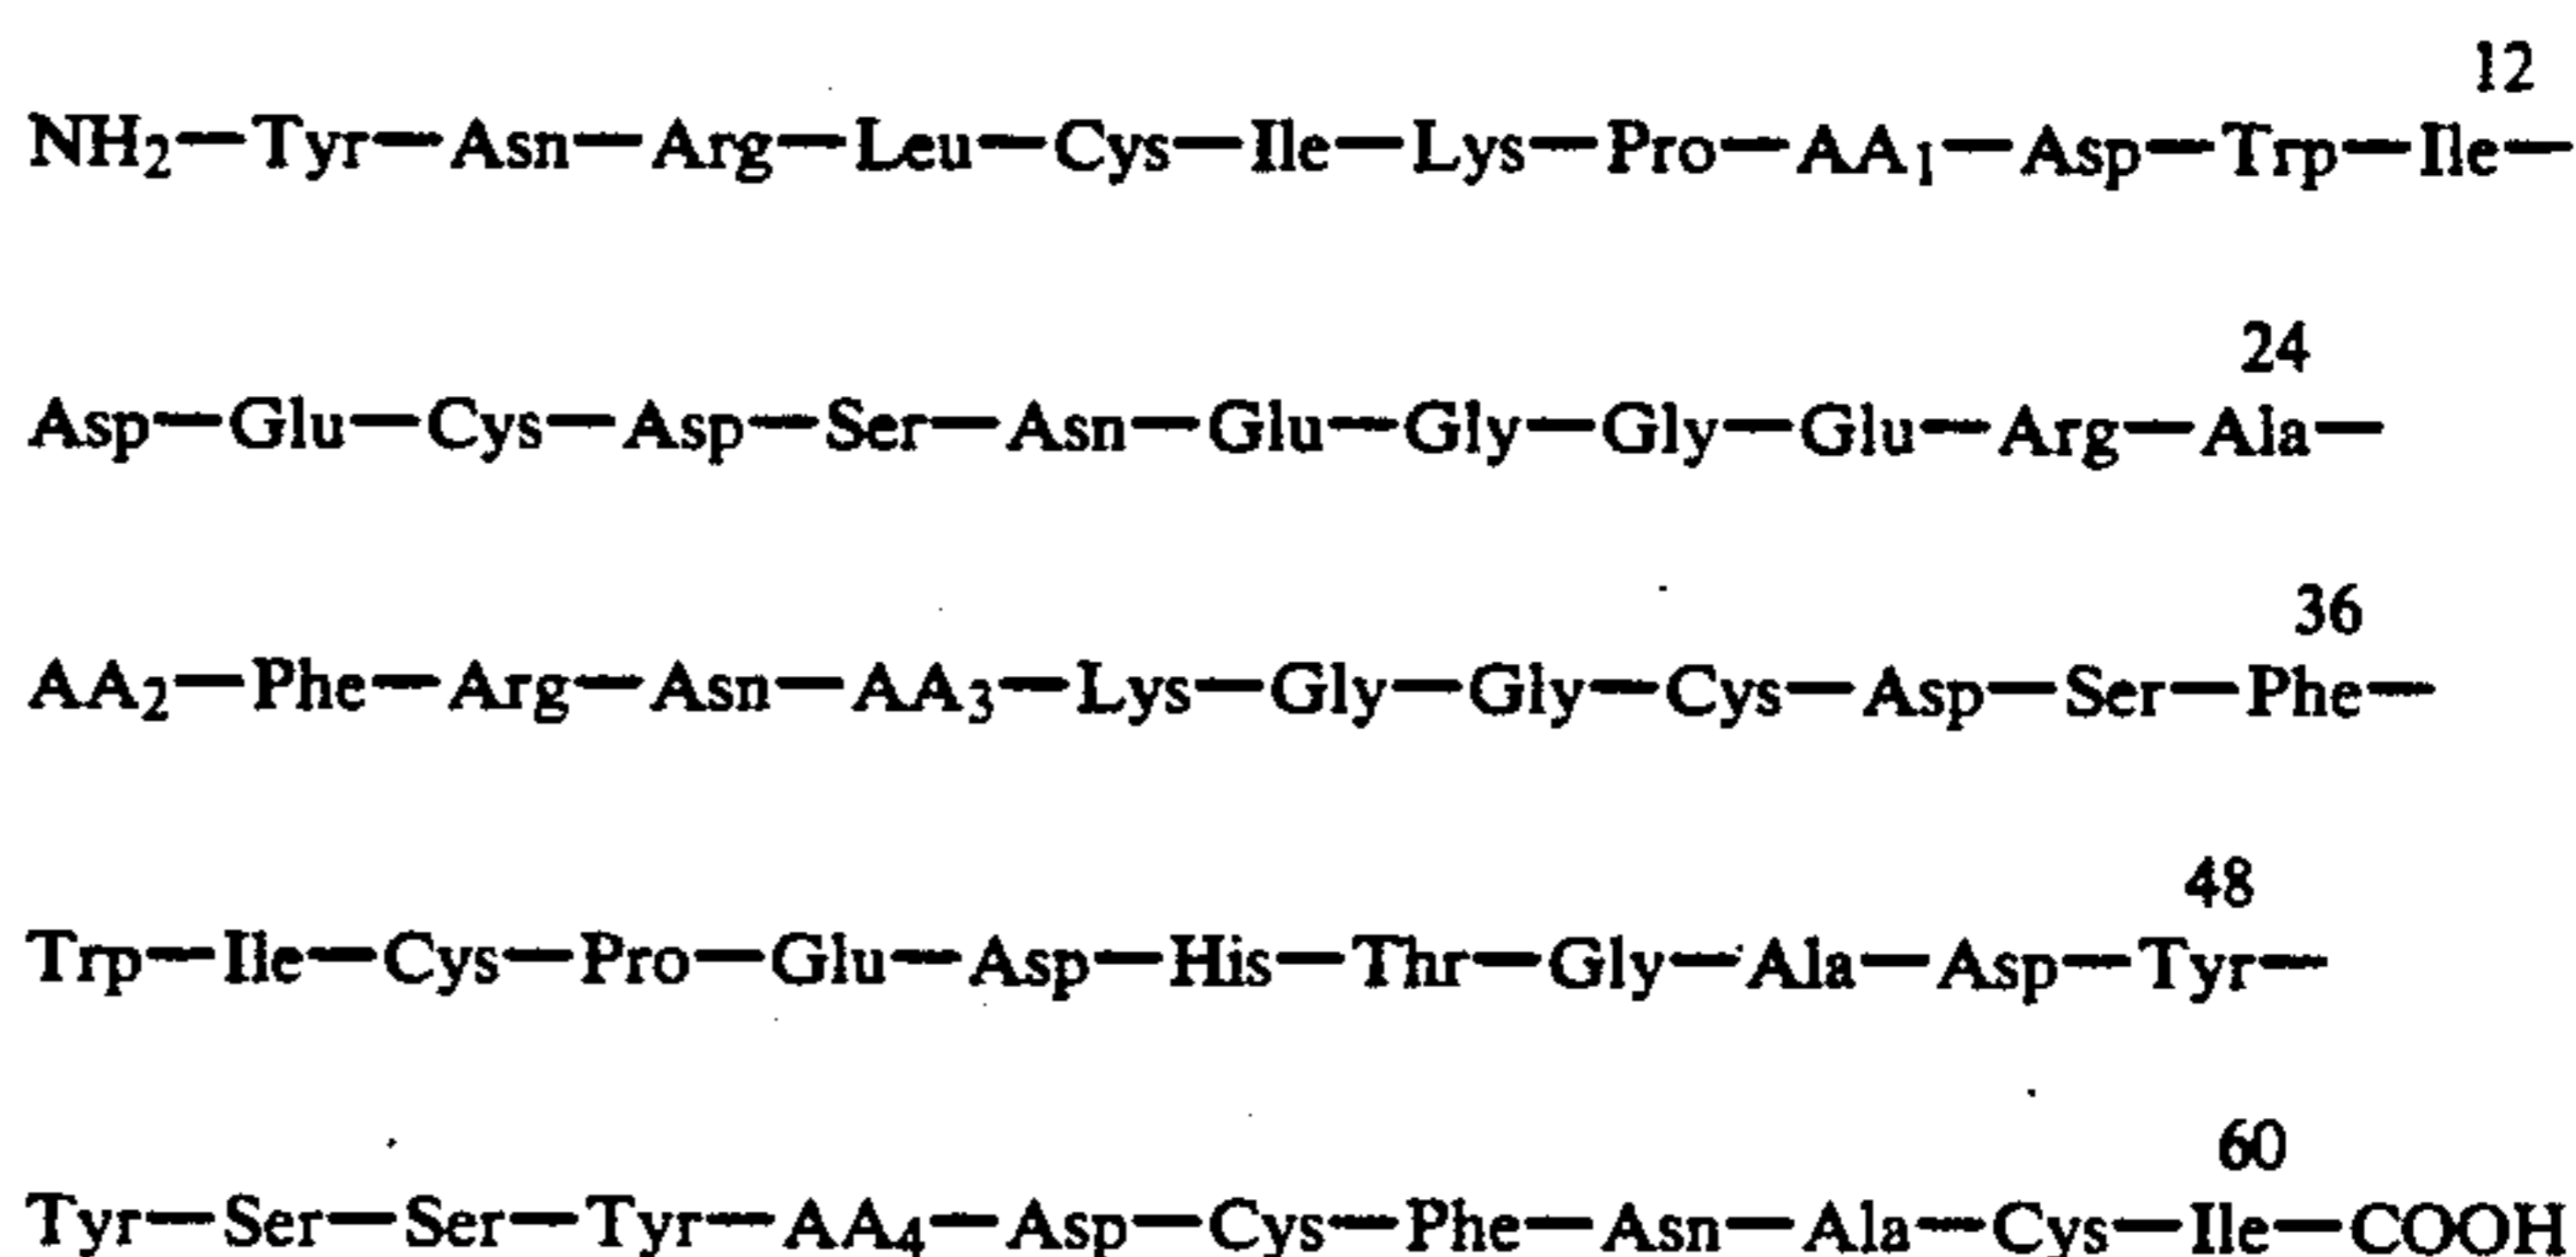 12
NH₂—Tyr—Asn—Arg—Leu—Cys—Ile—Lys—Pro—AA₁—Asp—Trp—Ile—
24
Asp—Glu—Cys—Asp—Ser—Asn—Glu—Gly—Gly—Glu—Arg—Ala—
36
AA₂—Phe—Arg—Asn—AA₃—Lys—Gly—Gly—Cys—Asp—Ser—Phe—
48
Trp—Ile—Cys—Pro—Glu—Asp—His—Thr—Gly—Ala—Asp—Tyr—
60
Tyr—Ser—Ser—Tyr—AA₄—Asp—Cys—Phe—Asn—Ala—Cys—Ile—COOH